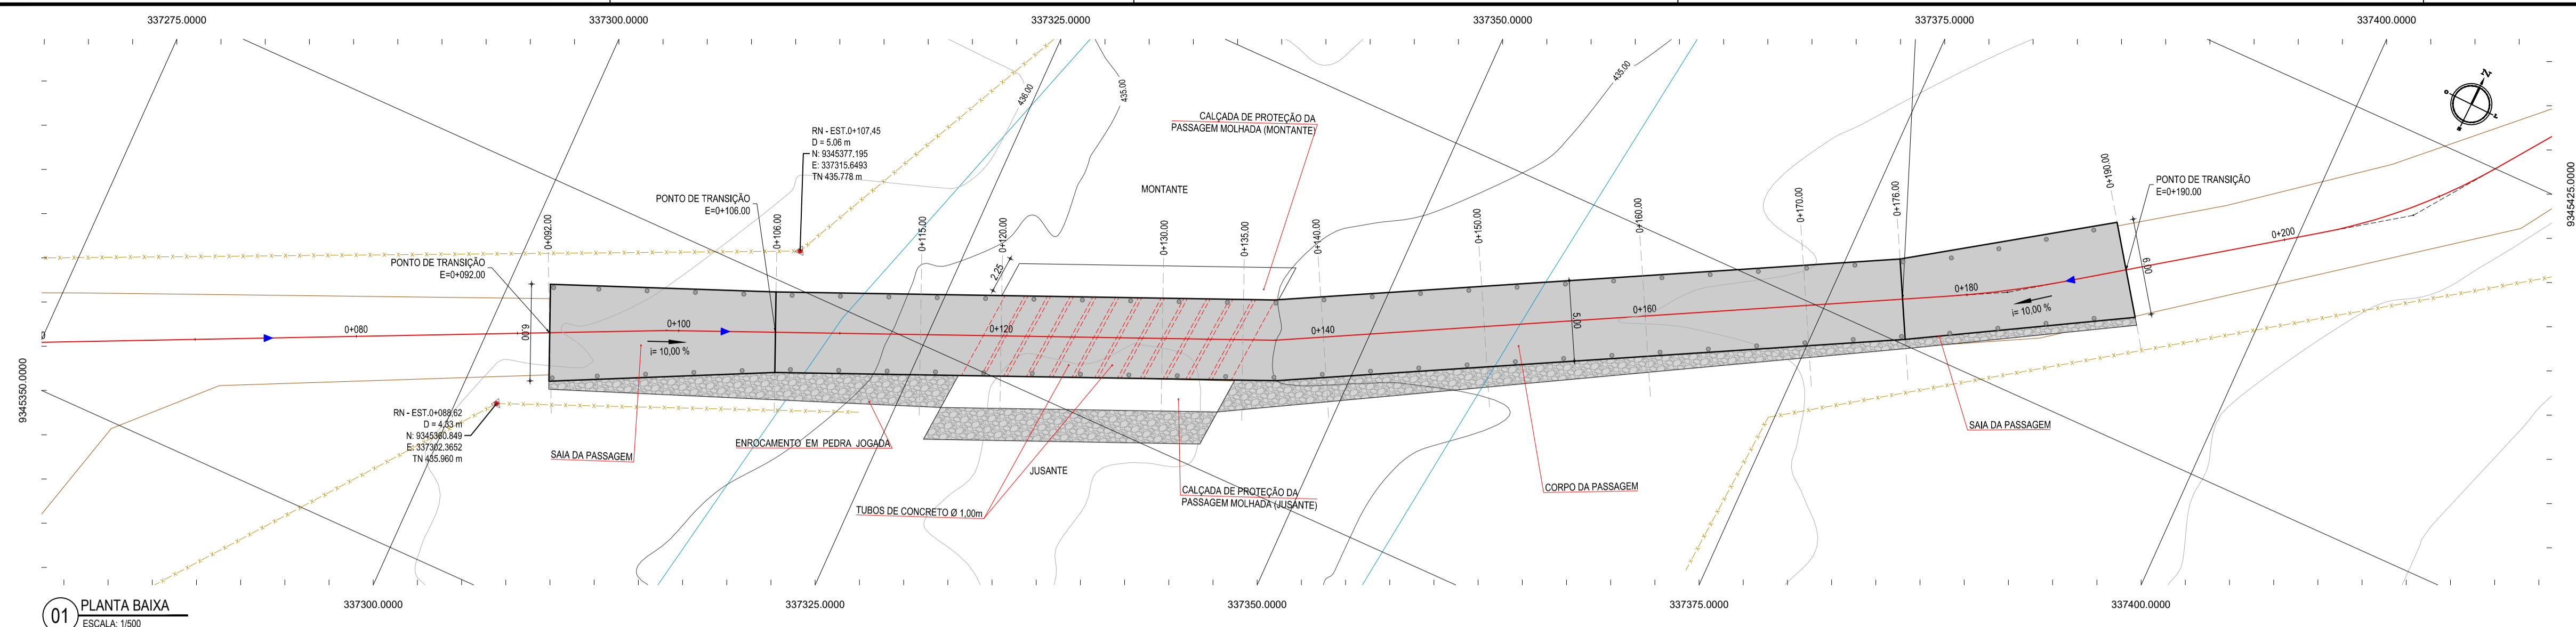 337275.0000
337300.0000
337325.0000
337350.0000
337375.0000
337400.0000
436.00
435.00
435.00
N
RN - EST.0+107,45
D = 5.06 m
N: 9345377,195
E: 337315.6493
TN 435.778 m
CALÇADA DE PROTEÇÃO DA
PASSAGEM MOLHADA (MONTANTE)
MONTANTE
PONTO DE TRANSIÇÃO
E=0+106.00
PONTO DE TRANSIÇÃO
E=0+190.00
9345425.0000
PONTO DE TRANSIÇÃO
E=0+092.00
0+092.00
0+106.00
0+115.00
0+120.00
0+130.00
0+135.00
0+140.00
0+150.00
0+160.00
0+170.00
0+176.00
0+190.00
2.25
6.00
5.00
6.00
0+080
0+100
0+120
0+140
0+160
0+180
0+200
i= 10,00 %
i= 10,00 %
9345350.0000
RN - EST.0+088,62
D = 4.33 m
N: 9345360.849
E: 337302.3652
TN 435.960 m
SAIA DA PASSAGEM
ENROCAMENTO EM PEDRA JOGADA
JUSANTE
TUBOS DE CONCRETO Ø 1,00m
CALÇADA DE PROTEÇÃO DA
PASSAGEM MOLHADA (JUSANTE)
CORPO DA PASSAGEM
SAIA DA PASSAGEM
337300.0000
337325.0000
337350.0000
337375.0000
337400.0000
01
PLANTA BAIXA
ESCALA: 1/500